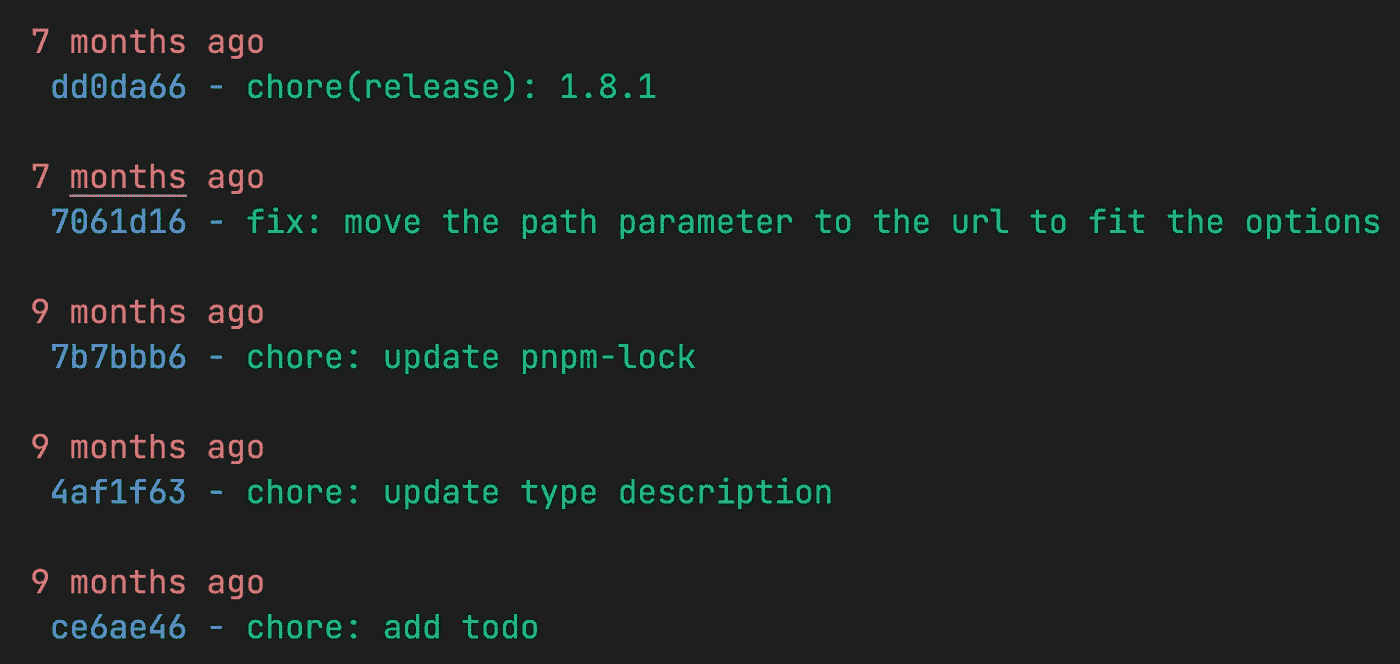 7 months ago
dd0da66 - chore(release): 1.8.1
7 months ago
7061d16 - fix: move the path parameter to the url to fit the options
9 months ago
7b7bbb6 - chore: update pnpm-lock
9 months ago
4af1f63 - chore: update type description
9 months ago
ce6ae46 - chore: add todo